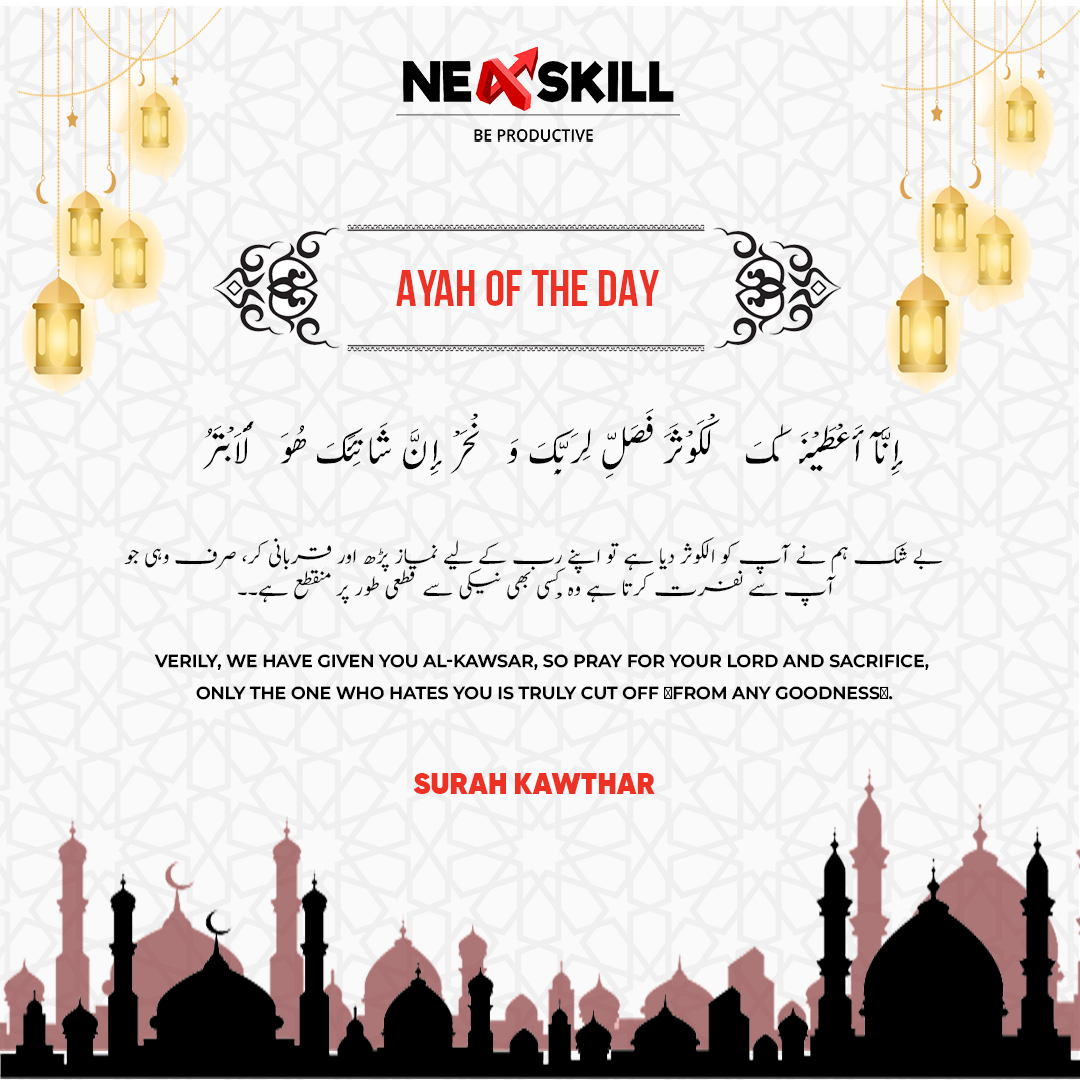 NEXSKILL
BE PRODUCTIVE
AYAH OF THE DAY
إِنَّآ أَعْطَيْنَـٰكَ لْكَوْثَرَ فَصَلِّ لِرَبِّكَ وَ نْحَرْ إِنَّ شَانِئَكَ هُوَ لْأَبْتَرُ
بے شک ہم نے آپ کو الکوثر دیا ہے تو اپنے رب کے لیے نماز پڑھ اور قربانی کر، صرف وہی جو
آپ سے نفرت کرتا ہے وہ کسی بھی نیکی سے قطعی طور پر منقطع ہے۔۔
VERILY, WE HAVE GIVEN YOU AL-KAWSAR, SO PRAY FOR YOUR LORD AND SACRIFICE,
ONLY THE ONE WHO HATES YOU IS TRULY CUT OFF FROM ANY GOODNESS.
SURAH KAWTHAR